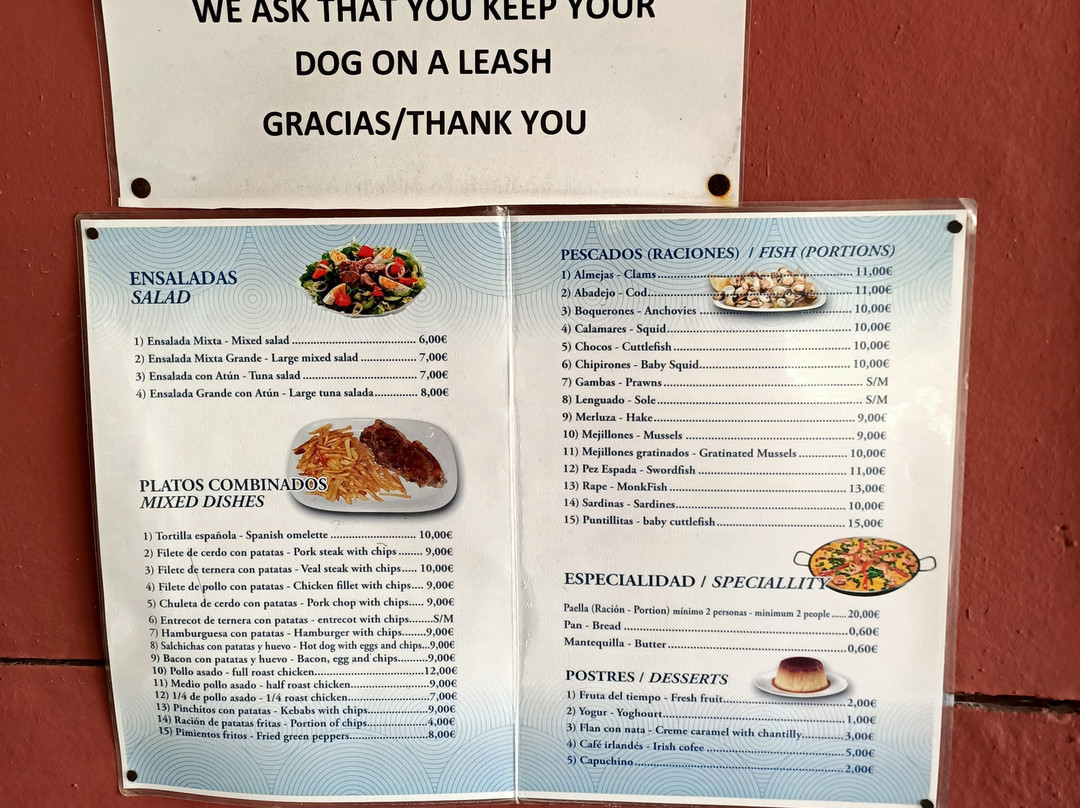 WE ASK THAT YOU KEEP YOUR
DOG ON A LEASH
GRACIAS/THANK YOU
ENSALADAS
SALAD
1) Ensalada Mixta - Mixed salad ........ 6,00€
2) Ensalada Mixta Grande - Large mixed salad ........ 7,00€
3) Ensalada con Atún - Tuna salad ........ 7,00€
4) Ensalada Grande con Atún - Large tuna salada........ 8,00€
PLATOS COMBINADOS
MIXED DISHES
1) Tortilla española - Spanish omelette ........ 10,00€
2) Filete de cerdo con patatas - Pork steak with chips ....... 9,00€
3) Filete de ternera con patatas - Veal steak with chips .... 10,00€
4) Filete de pollo con patatas - Chicken fillet with chips.... 9,00€
5) Chuleta de cerdo con patatas - Pork chop with chips..... 9,00€
6) Entrecot de ternera con patatas - entrecot with chips.......S/M
7) Hamburguesa con patatas - Hamburger with chips.......9,00€
8) Salchichas con patatas y huevo - Hot dog with eggs and chips...9,00€
9) Bacon con patatas y huevo - Bacon, egg and chips.........9,00€
10) Pollo asado - full roast chicken........12,00€
11) Medio pollo asado - half roast chicken........9,00€
12) 1/4 de pollo asado - 1/4 roast chicken........7,00€
13) Pinchitos con patatas - Kebabs with chips........9,00€
14) Ración de patatas fritas - Portion of chips........4,00€
15) Pimientos fritos - Fried green peppers........8,00€
PESCADOS (RACIONES) / FISH (PORTIONS)
1) Almejas - Clams........ 11,00€
2) Abadejo - Cod........ 11,00€
3) Boquerones - Anchovies ........ 10,00€
4) Calamares - Squid........ 10,00€
5) Chocos - Cuttlefish........ 10,00€
6) Chipirones - Baby Squid........ 10,00€
7) Gambas - Prawns........ S/M
8) Lenguado - Sole........ S/M
9) Merluza - Hake........ 9,00€
10) Mejillones - Mussels ........ 9,00€
11) Mejillones gratinados - Gratinated Mussels........ 10,00€
12) Pez Espada - Swordfish ........ 11,00€
13) Rape - MonkFish ........ 13,00€
14) Sardinas - Sardines........ 10,00€
15) Puntillitas - baby cuttlefish........ 15,00€
ESPECIALIDAD / SPECIALLITY
Paella (Ración - Portion) mínimo 2 personas - minimum 2 people ...... 20,00€
Pan - Bread ........0,60€
Mantequilla - Butter........0,60€
POSTRES / DESSERTS
1) Fruta del tiempo - Fresh fruit........2,00€
2) Yogur - Yoghourt........1,00€
3) Flan con nata - Creme caramel with chantilly........3,00€
4) Café irlandés - Irish cofee ........5,00€
5) Capuchino........2,00€